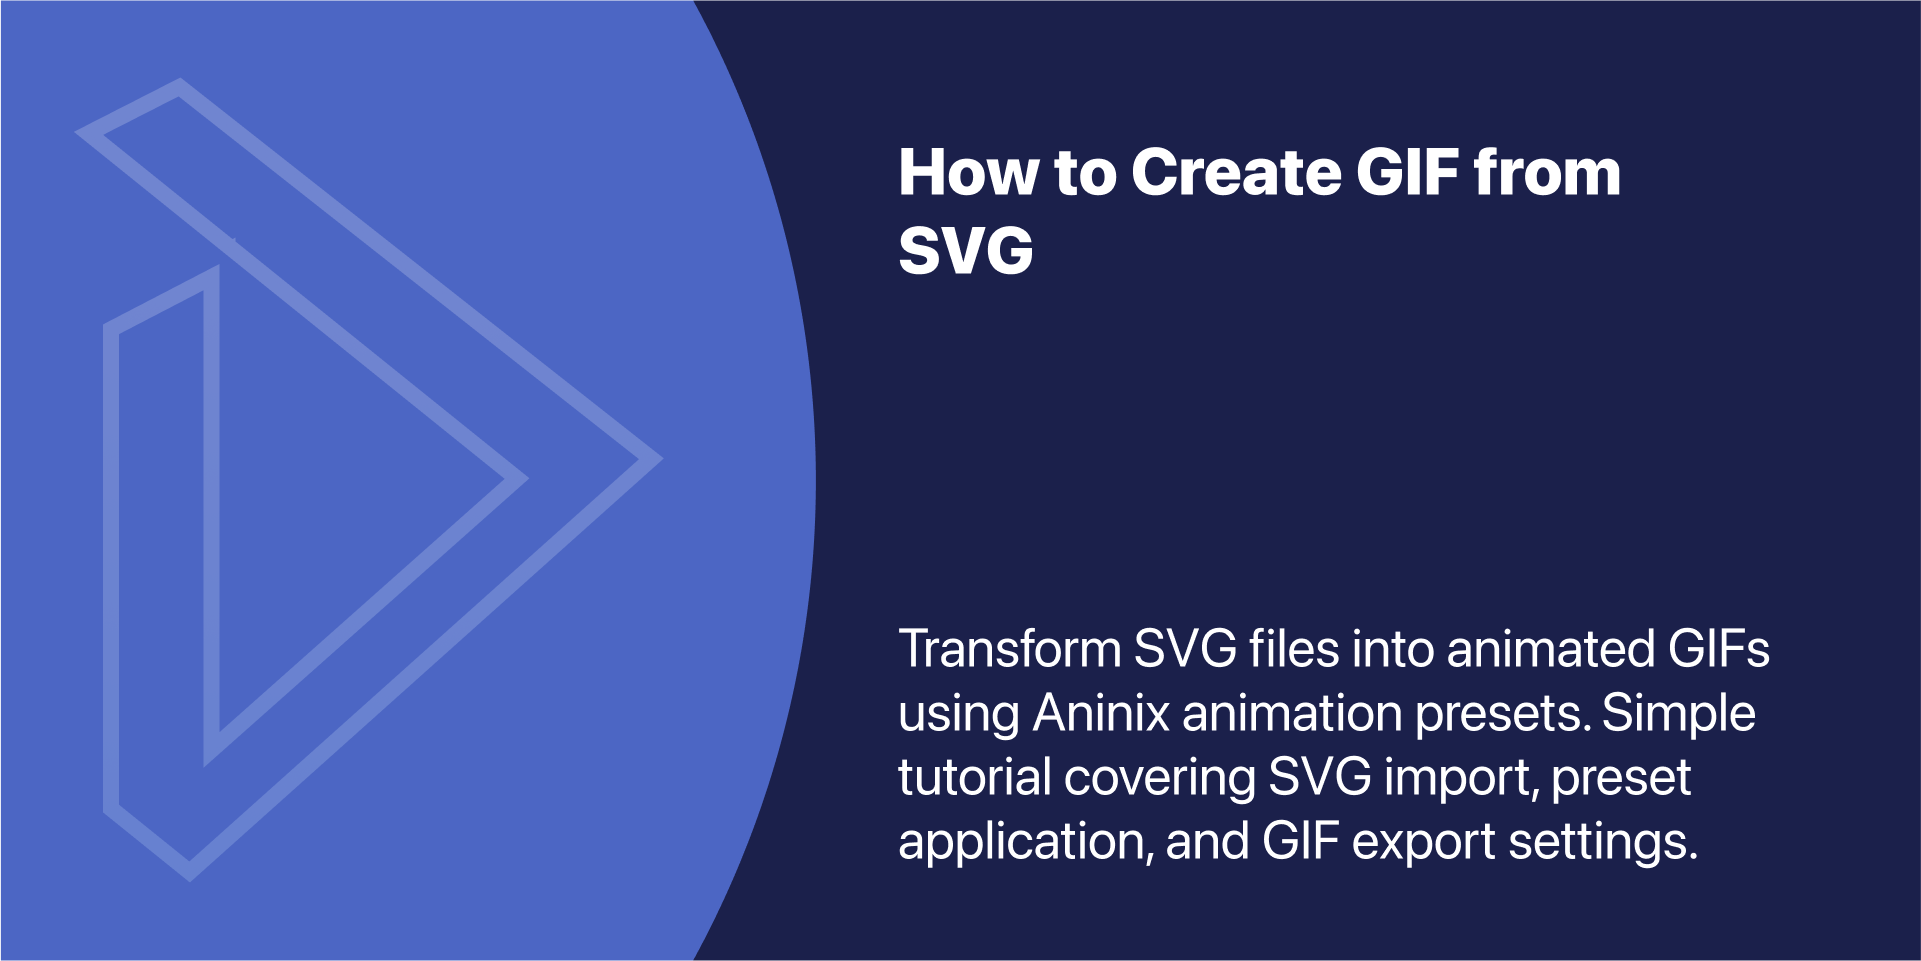 How to Create GIF from
SVG
Transform SVG files into animated GIFs
using Aninix animation presets. Simple
tutorial covering SVG import, preset
application, and GIF export settings.